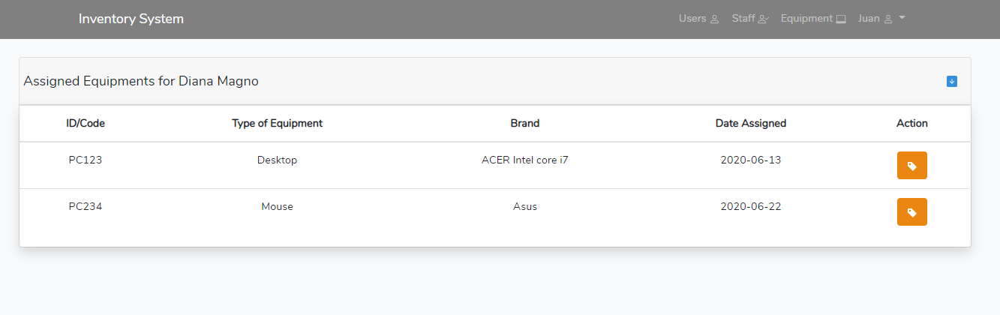 Inventory System Users Staff Equipment Juan
Assigned Equipments for Diana Magno
ID/Code Type of Equipment Brand Date Assigned Action
PC123 Desktop ACER Intel core i7 2020-06-13
PC234 Mouse Asus 2020-06-22